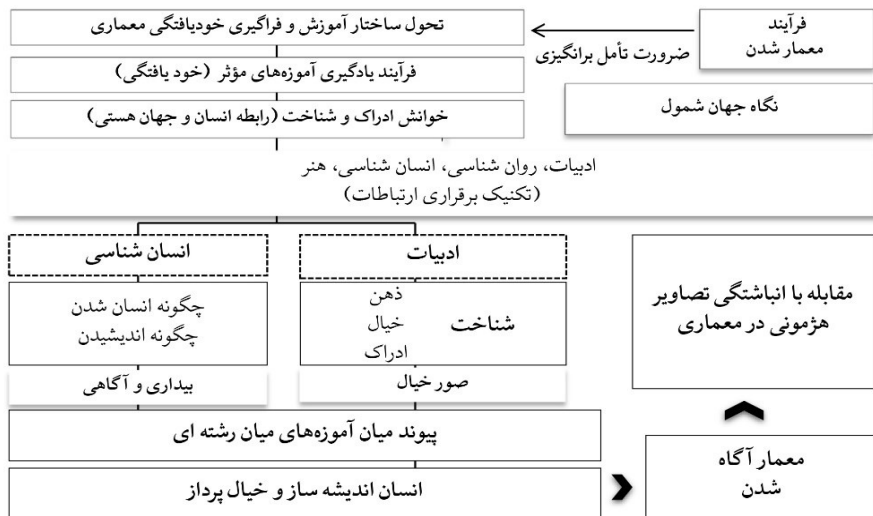 فرآیند
معمار شدن
ضرورت تأمل برانگیزی
تحول ساختار آموزش و فراگیری خودیافتگی معماری
فرآیند یادگیری آموزه‌های مؤثر (خود یافتگی)
نگاه جهان شمول
خوانش ادراک و شناخت (رابطه انسان و جهان هستی)
ادبیات، روان شناسی، انسان شناسی، هنر
(تکنیک برقراری ارتباطات)
ادبیات
ذهن
خیال
ادراک
شناخت
صور خیال
انسان شناسی
چگونه انسان شدن
چگونه اندیشیدن
بیداری و آگاهی
پیوند میان آموزه‌های میان رشته ای
انسان اندیشه ساز و خیال پرداز
معمار آگاه
شدن
مقابله با انباشتگی تصاویر
هژمونی در معماری